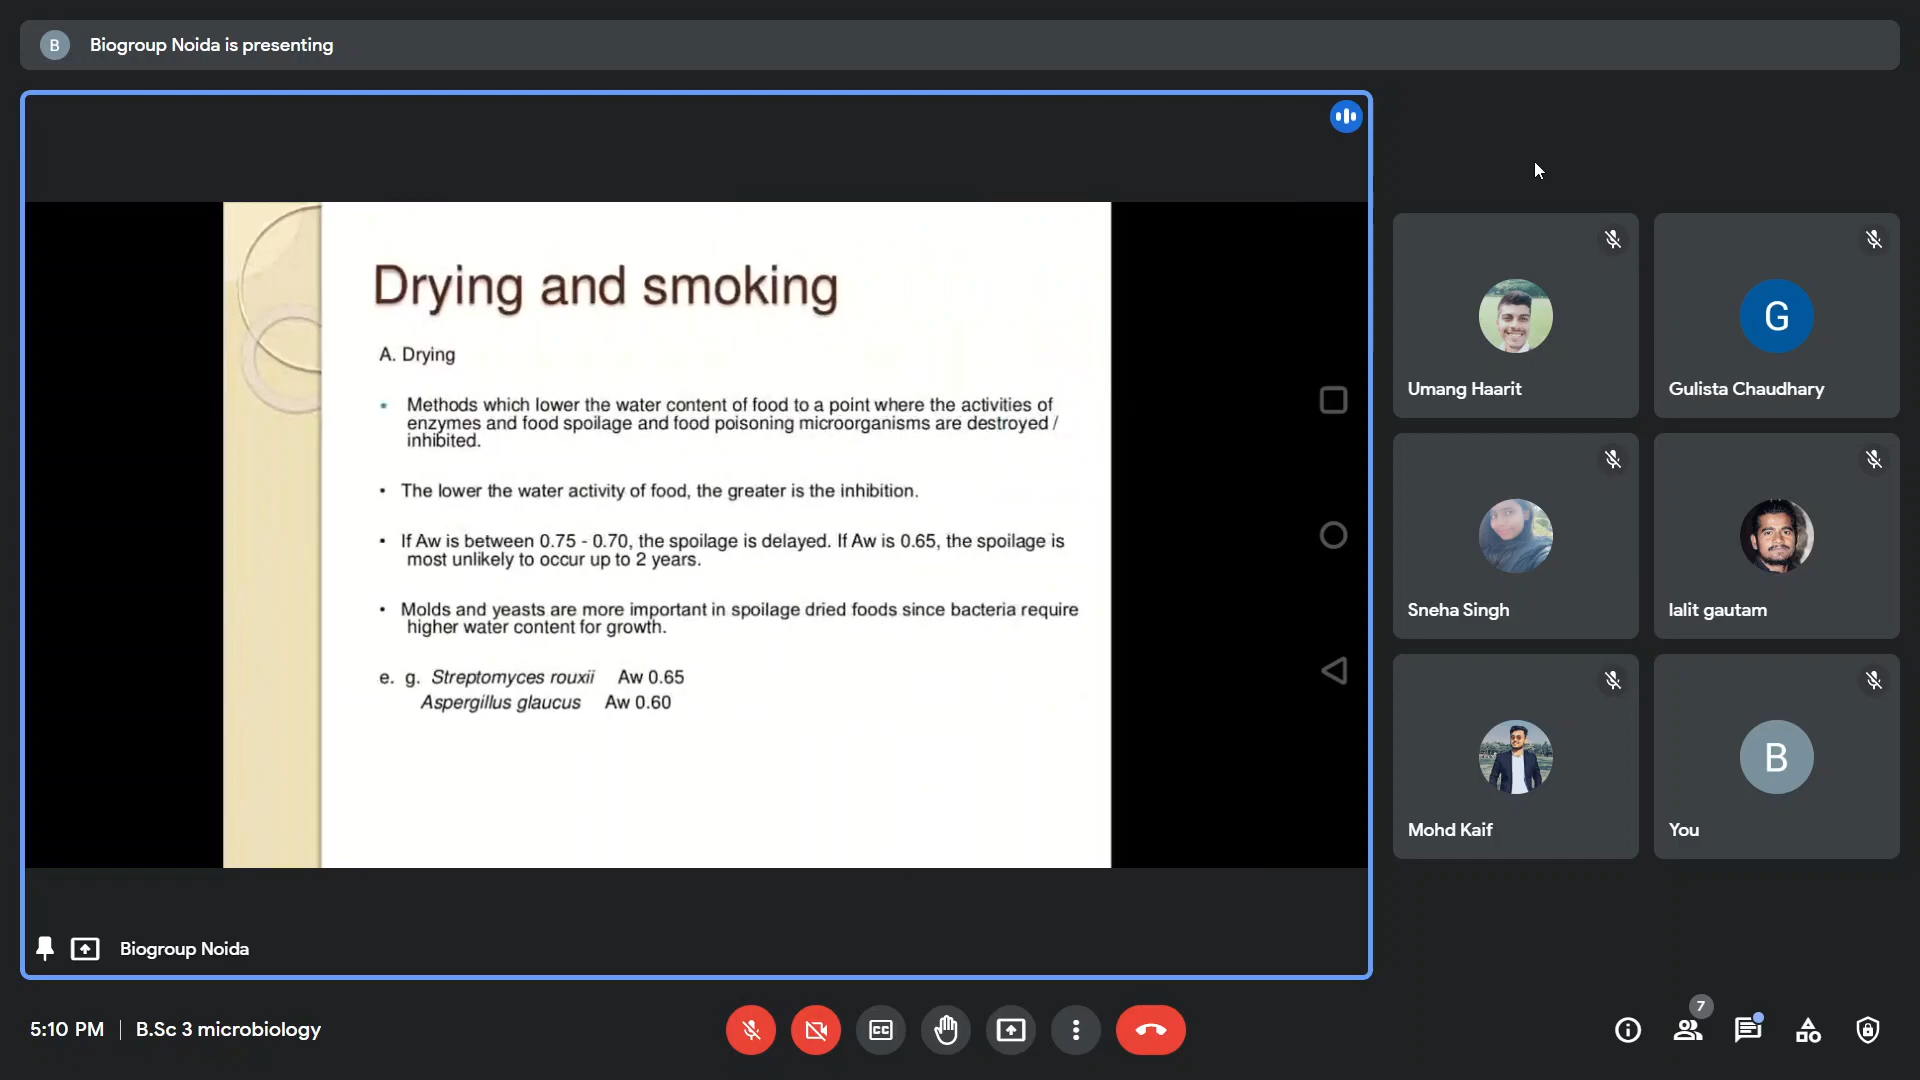 B
Biogroup Noida is presenting
Drying and smoking
A. Drying
• Methods which lower the water content of food to a point where the activities of
enzymes and food spoilage and food poisoning microorganisms are destroyed /
inhibited.
• The lower the water activity of food, the greater is the inhibition.
• If Aw is between 0.75 - 0.70, the spoilage is delayed. If Aw is 0.65, the spoilage is
most unlikely to occur up to 2 years.
• Molds and yeasts are more important in spoilage dried foods since bacteria require
higher water content for growth.
e. g. Streptomyces rouxii Aw 0.65
Aspergillus glaucus Aw 0.60
Biogroup Noida
Umang Haarit
G
Gulista Chaudhary
Sneha Singh
lalit gautam
Mohd Kaif
B
You
5:10 PM | B.Sc 3 microbiology
CC
7